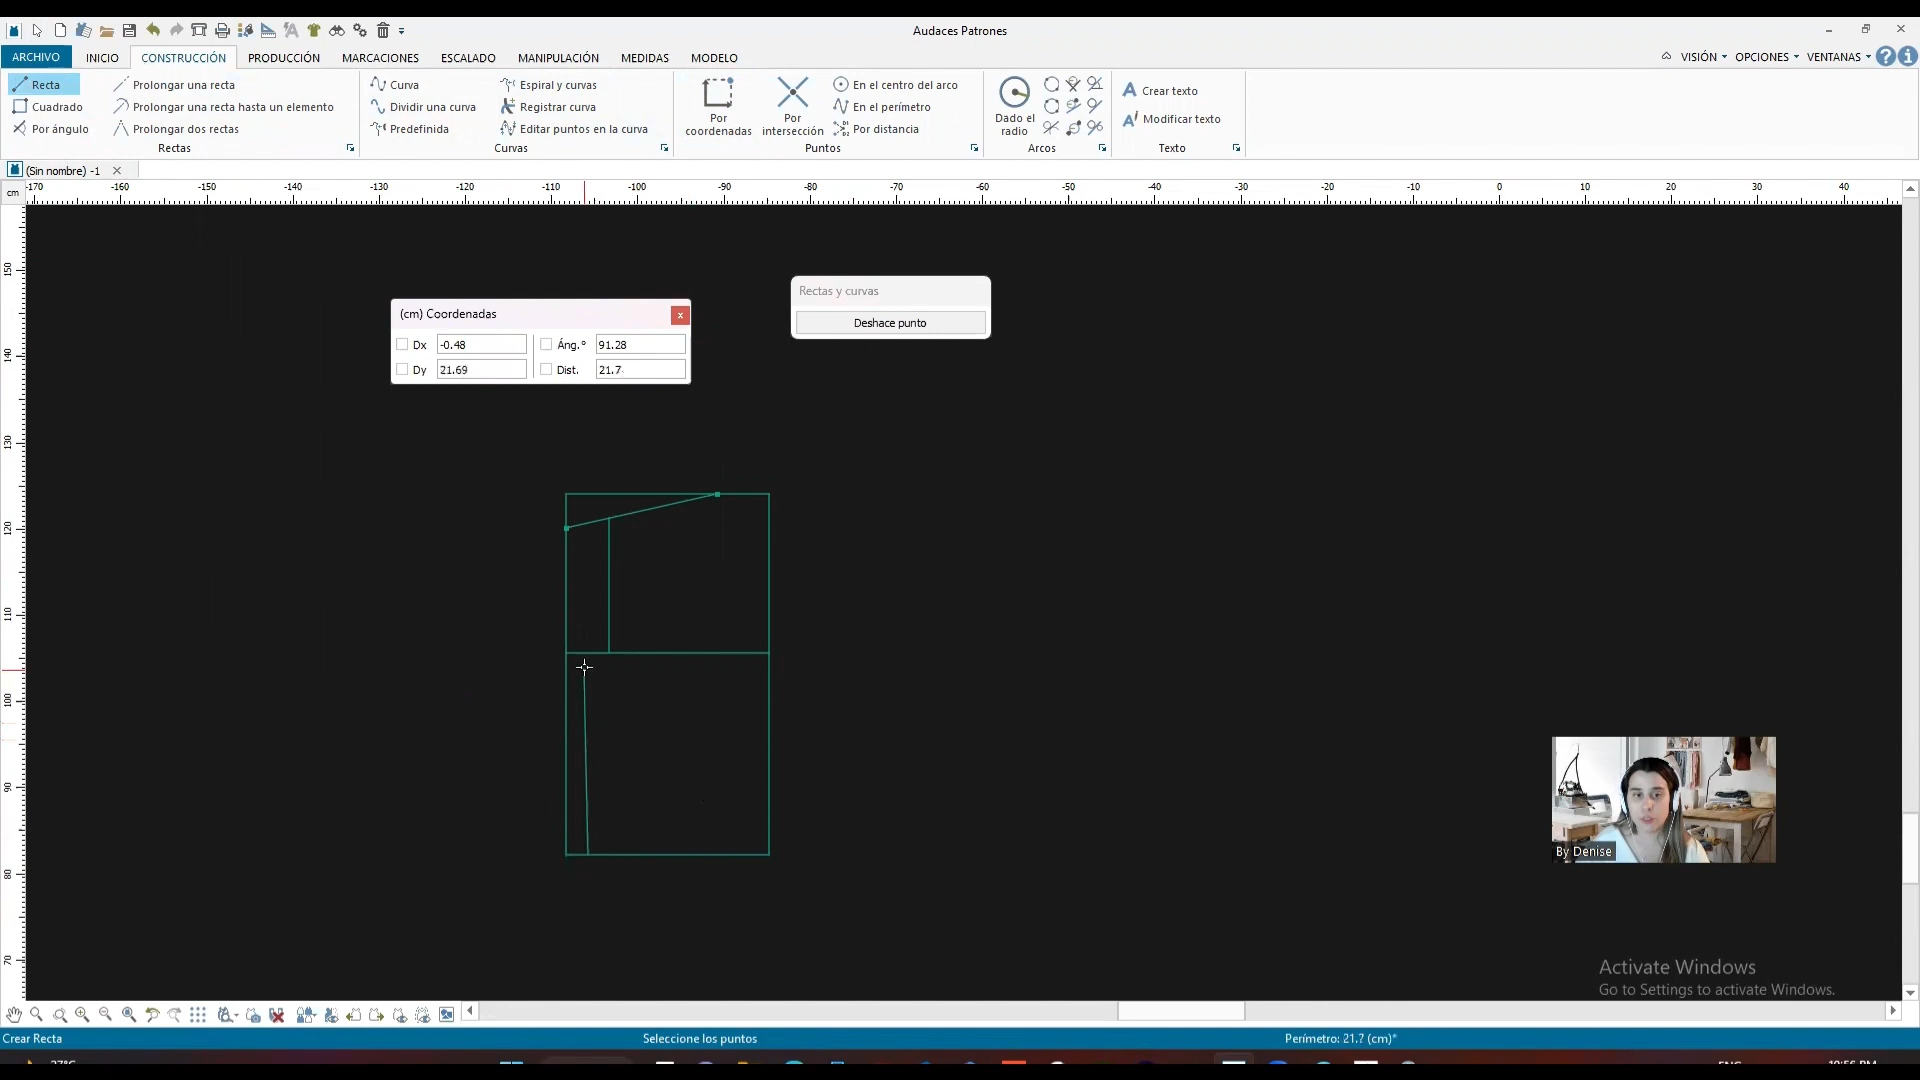 Audaces Patrones
ARCHIVO INICIO CONSTRUCCIÓN PRODUCCIÓN MARCACIONES ESCALADO MANIPULACIÓN MEDIDAS MODELO VISIÓN OPCIONES VENTANAS
Recta Prolongar una recta Curva Espiral y curvas En el centro del arco
Crear texto
Cuadrado Prolongar una recta hasta un elemento Dividir una curva Registrar curva En el perímetro
Por ángulo Prolongar dos rectas Predefinida Editar puntos en la curva Por coordenadas Por intersección Por distancia Dado el radio Modificar texto
Rectas Curvas Puntos Arcos Texto
(Sin nombre) -1
cm -170 -160 -150 -140 -130 -120 -110 -100 -90 -80 -70 -60 -50 -40 -30 -20 -10 0 10 20 30 40
150
140
130
120
110
100
90
80
70
(cm) Coordenadas x
Dx -0.48 Áng.° 91.28
Dy 21.69 Dist. 21.7
Rectas y curvas
Deshace punto
By Denise
Activate Windows
Go to Settings to activate Windows.
Crear Recta Seleccione los puntos Perímetro: 21.7 (cm)*